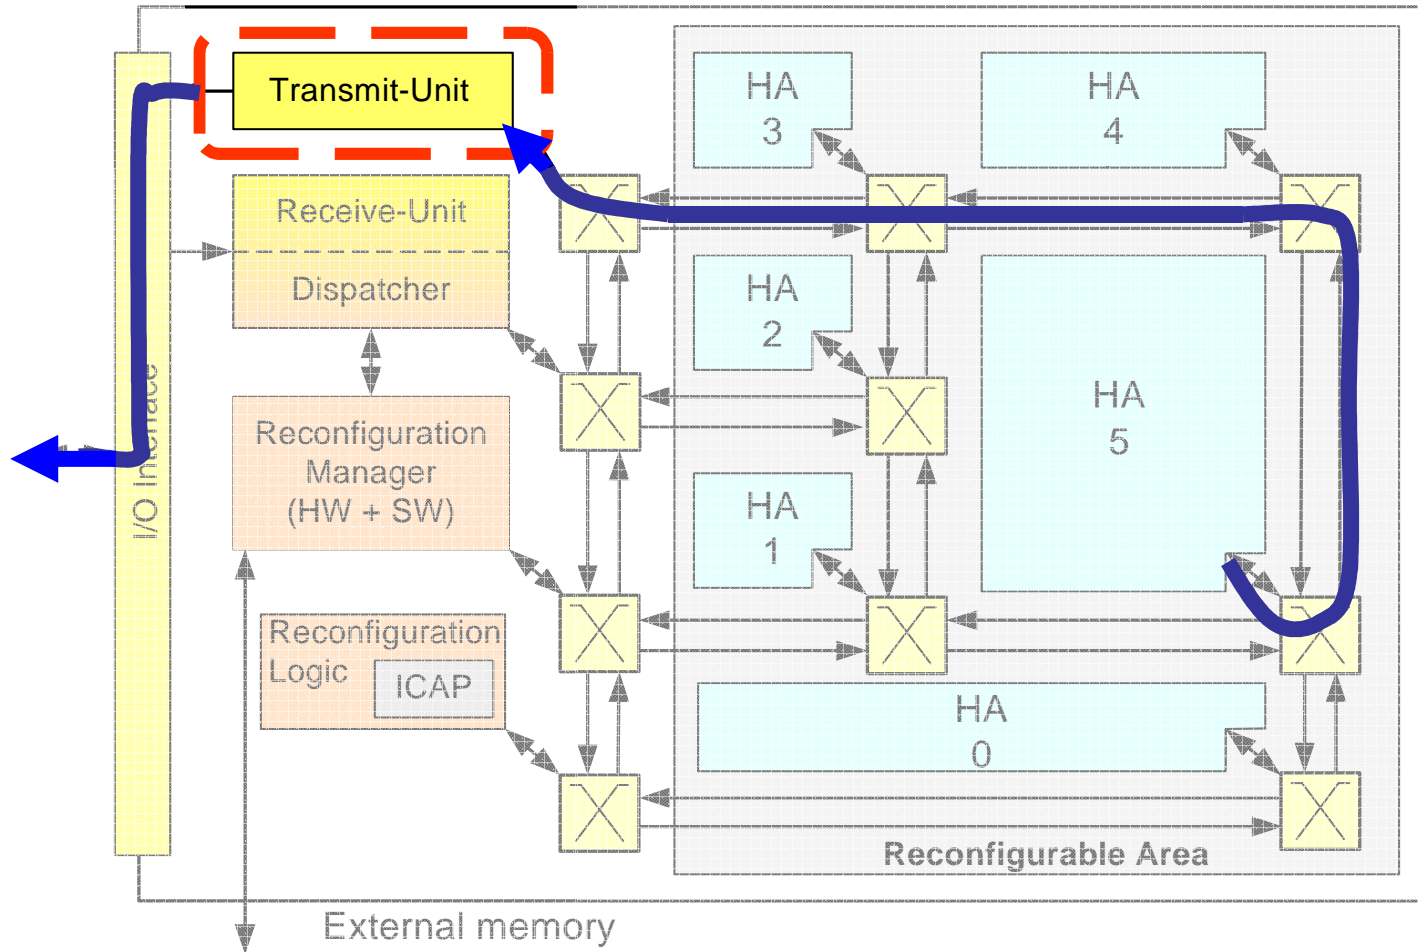 Transmit-Unit
HA
3
HA
4
Receive-Unit
Dispatcher
HA
2
HA
5
I/O interface
Reconfiguration
Manager
(HW + SW)
HA
1
Reconfiguration
Logic
ICAP
HA
0
Reconfigurable Area
External memory